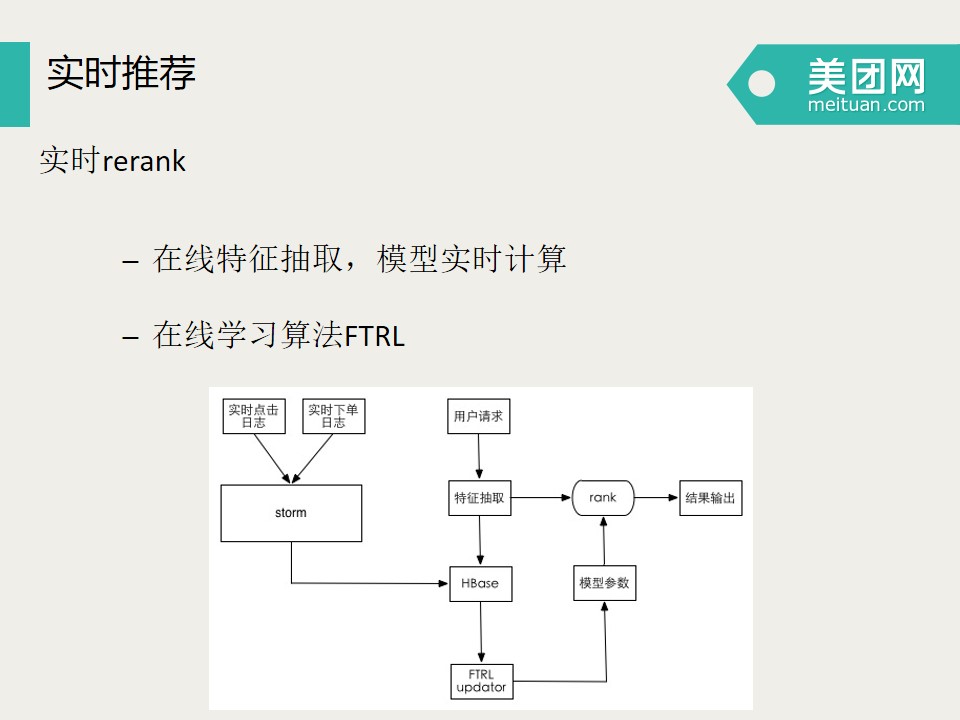 实时推荐
美团网
meituan.com
实时rerank
– 在线特征抽取，模型实时计算
– 在线学习算法FTRL
实时点击
日志
实时下单
日志
用户请求
storm
特征抽取
rank
结果输出
HBase
模型参数
FTRL
updator